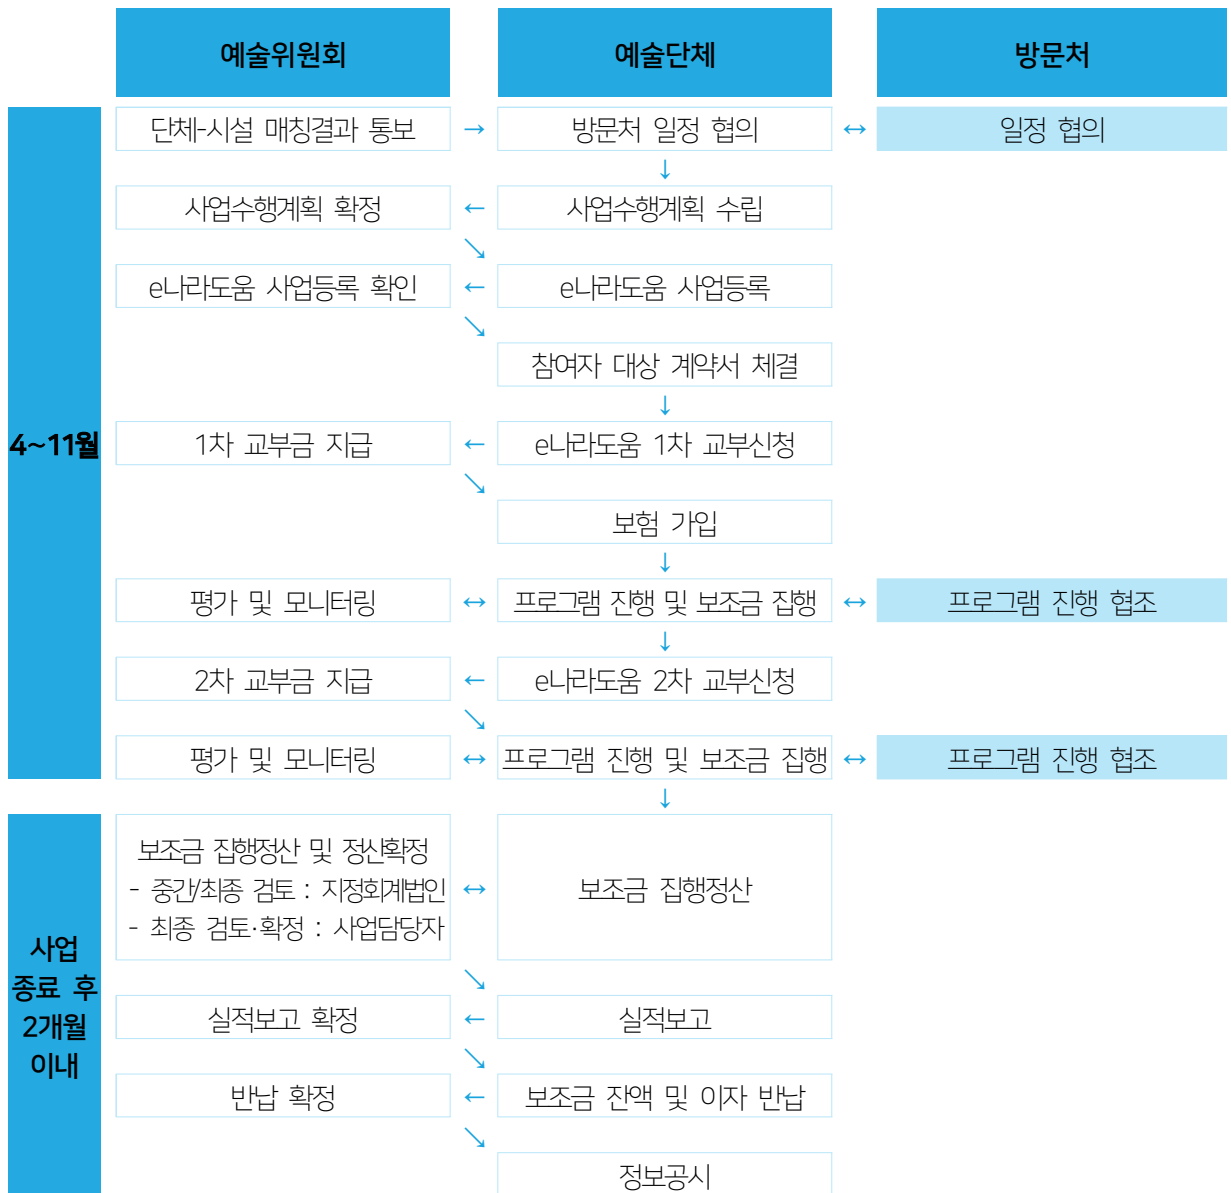 예술위원회 예술단체 방문처
단체-시설 매칭결과 통보 → 방문처 일정 협의 ↔ 일정 협의
↓
사업수행계획 확정 ← 사업수행계획 수립
↘
e나라도움 사업등록 확인 ← e나라도움 사업등록
↘
참여자 대상 계약서 체결
↓
4~11월
1차 교부금 지급 ← e나라도움 1차 교부신청
↘
보험 가입
↓
평가 및 모니터링 ↔ 프로그램 진행 및 보조금 집행 ↔ 프로그램 진행 협조
↓
2차 교부금 지급 ← e나라도움 2차 교부신청
↘
평가 및 모니터링 ↔ 프로그램 진행 및 보조금 집행 ↔ 프로그램 진행 협조
↓
사업
종료 후
2개월
이내
보조금 집행정산 및 정산확정
- 중간/최종 검토 : 지정회계법인
- 최종 검토·확정 : 사업담당자
↔ 보조금 집행정산
↘
실적보고 확정 ← 실적보고
↘
반납 확정 ← 보조금 잔액 및 이자 반납
↘
정보공시